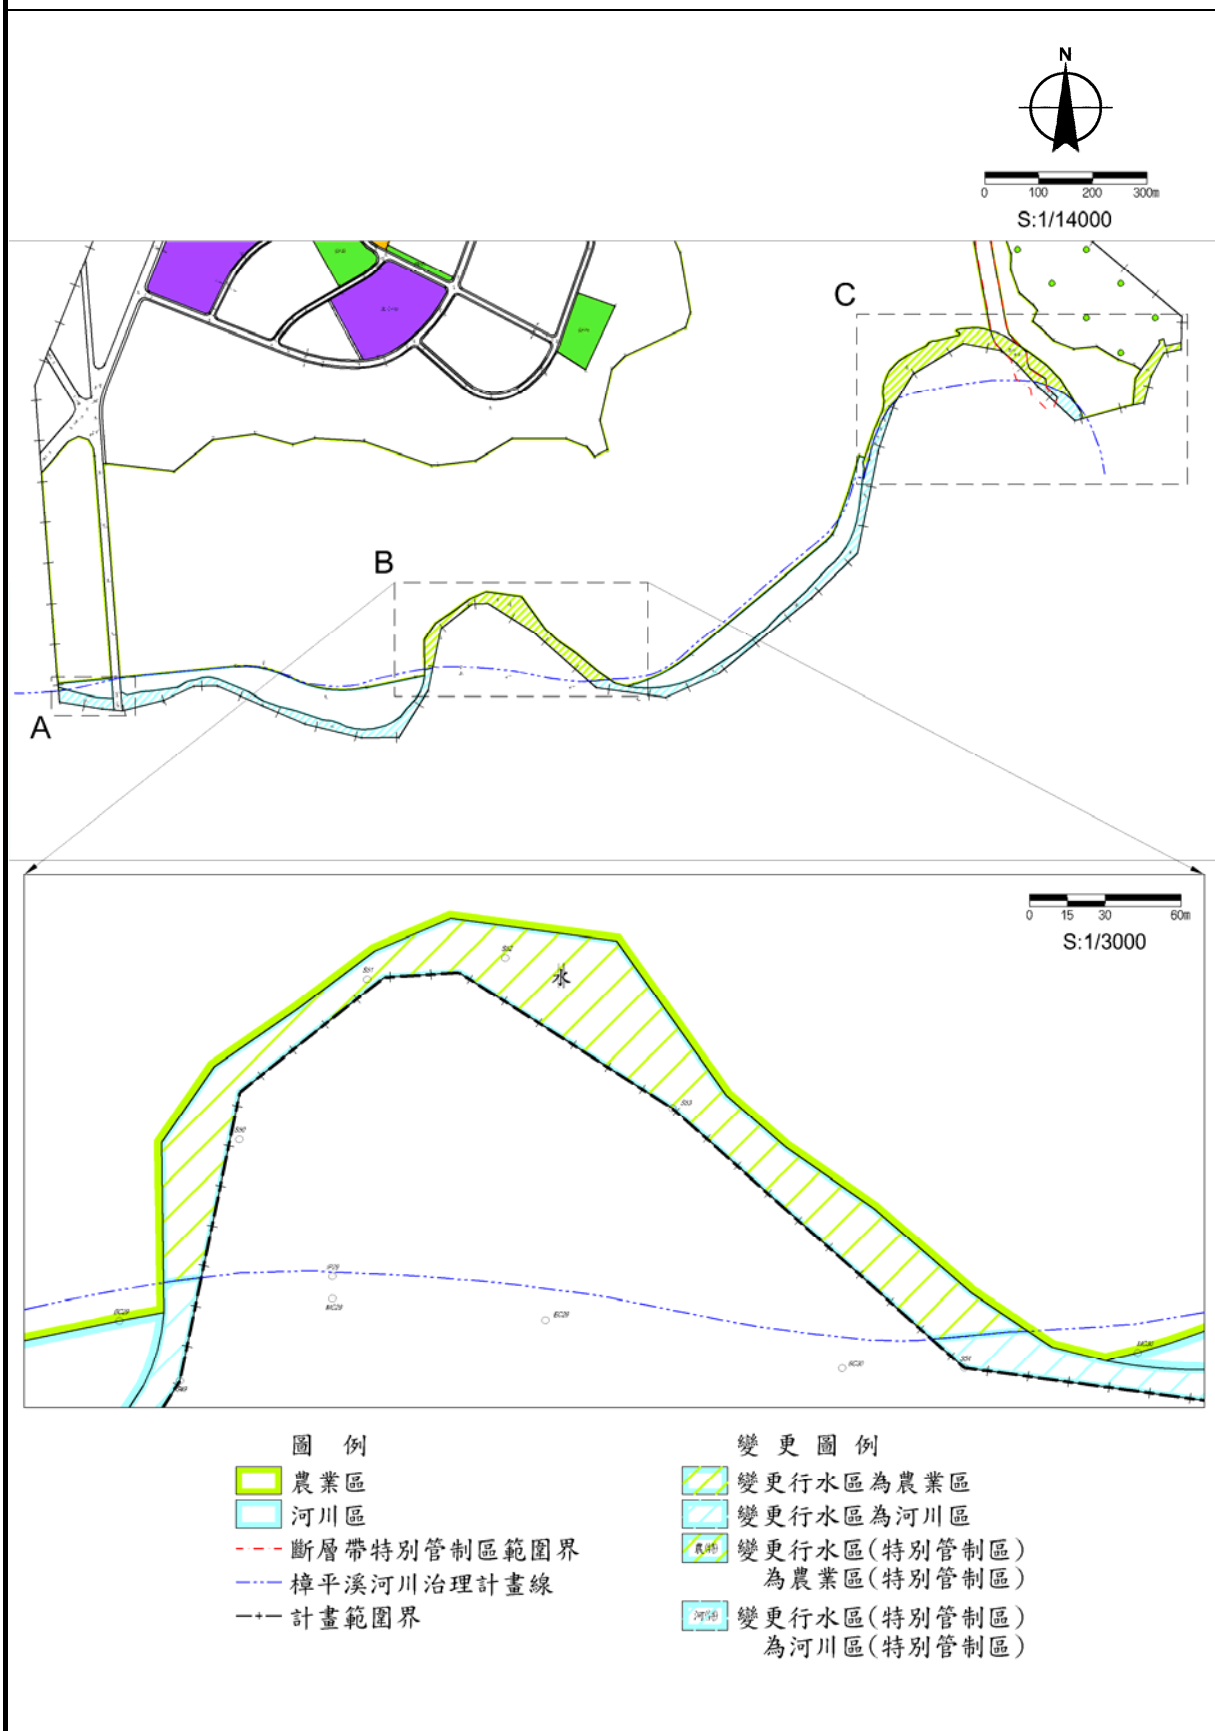 N
0 100 200 300m
S:1/14000
C
B
A
0 15 30 60m
S:1/3000
水
圖 例
農業區
河川區
斷層帶特別管制區範圍界
樟平溪河川治理計畫線
計畫範圍界
變更圖例
變更行水區為農業區
變更行水區為河川區
變更行水區(特別管制區)
為農業區(特別管制區)
變更行水區(特別管制區)
為河川區(特別管制區)